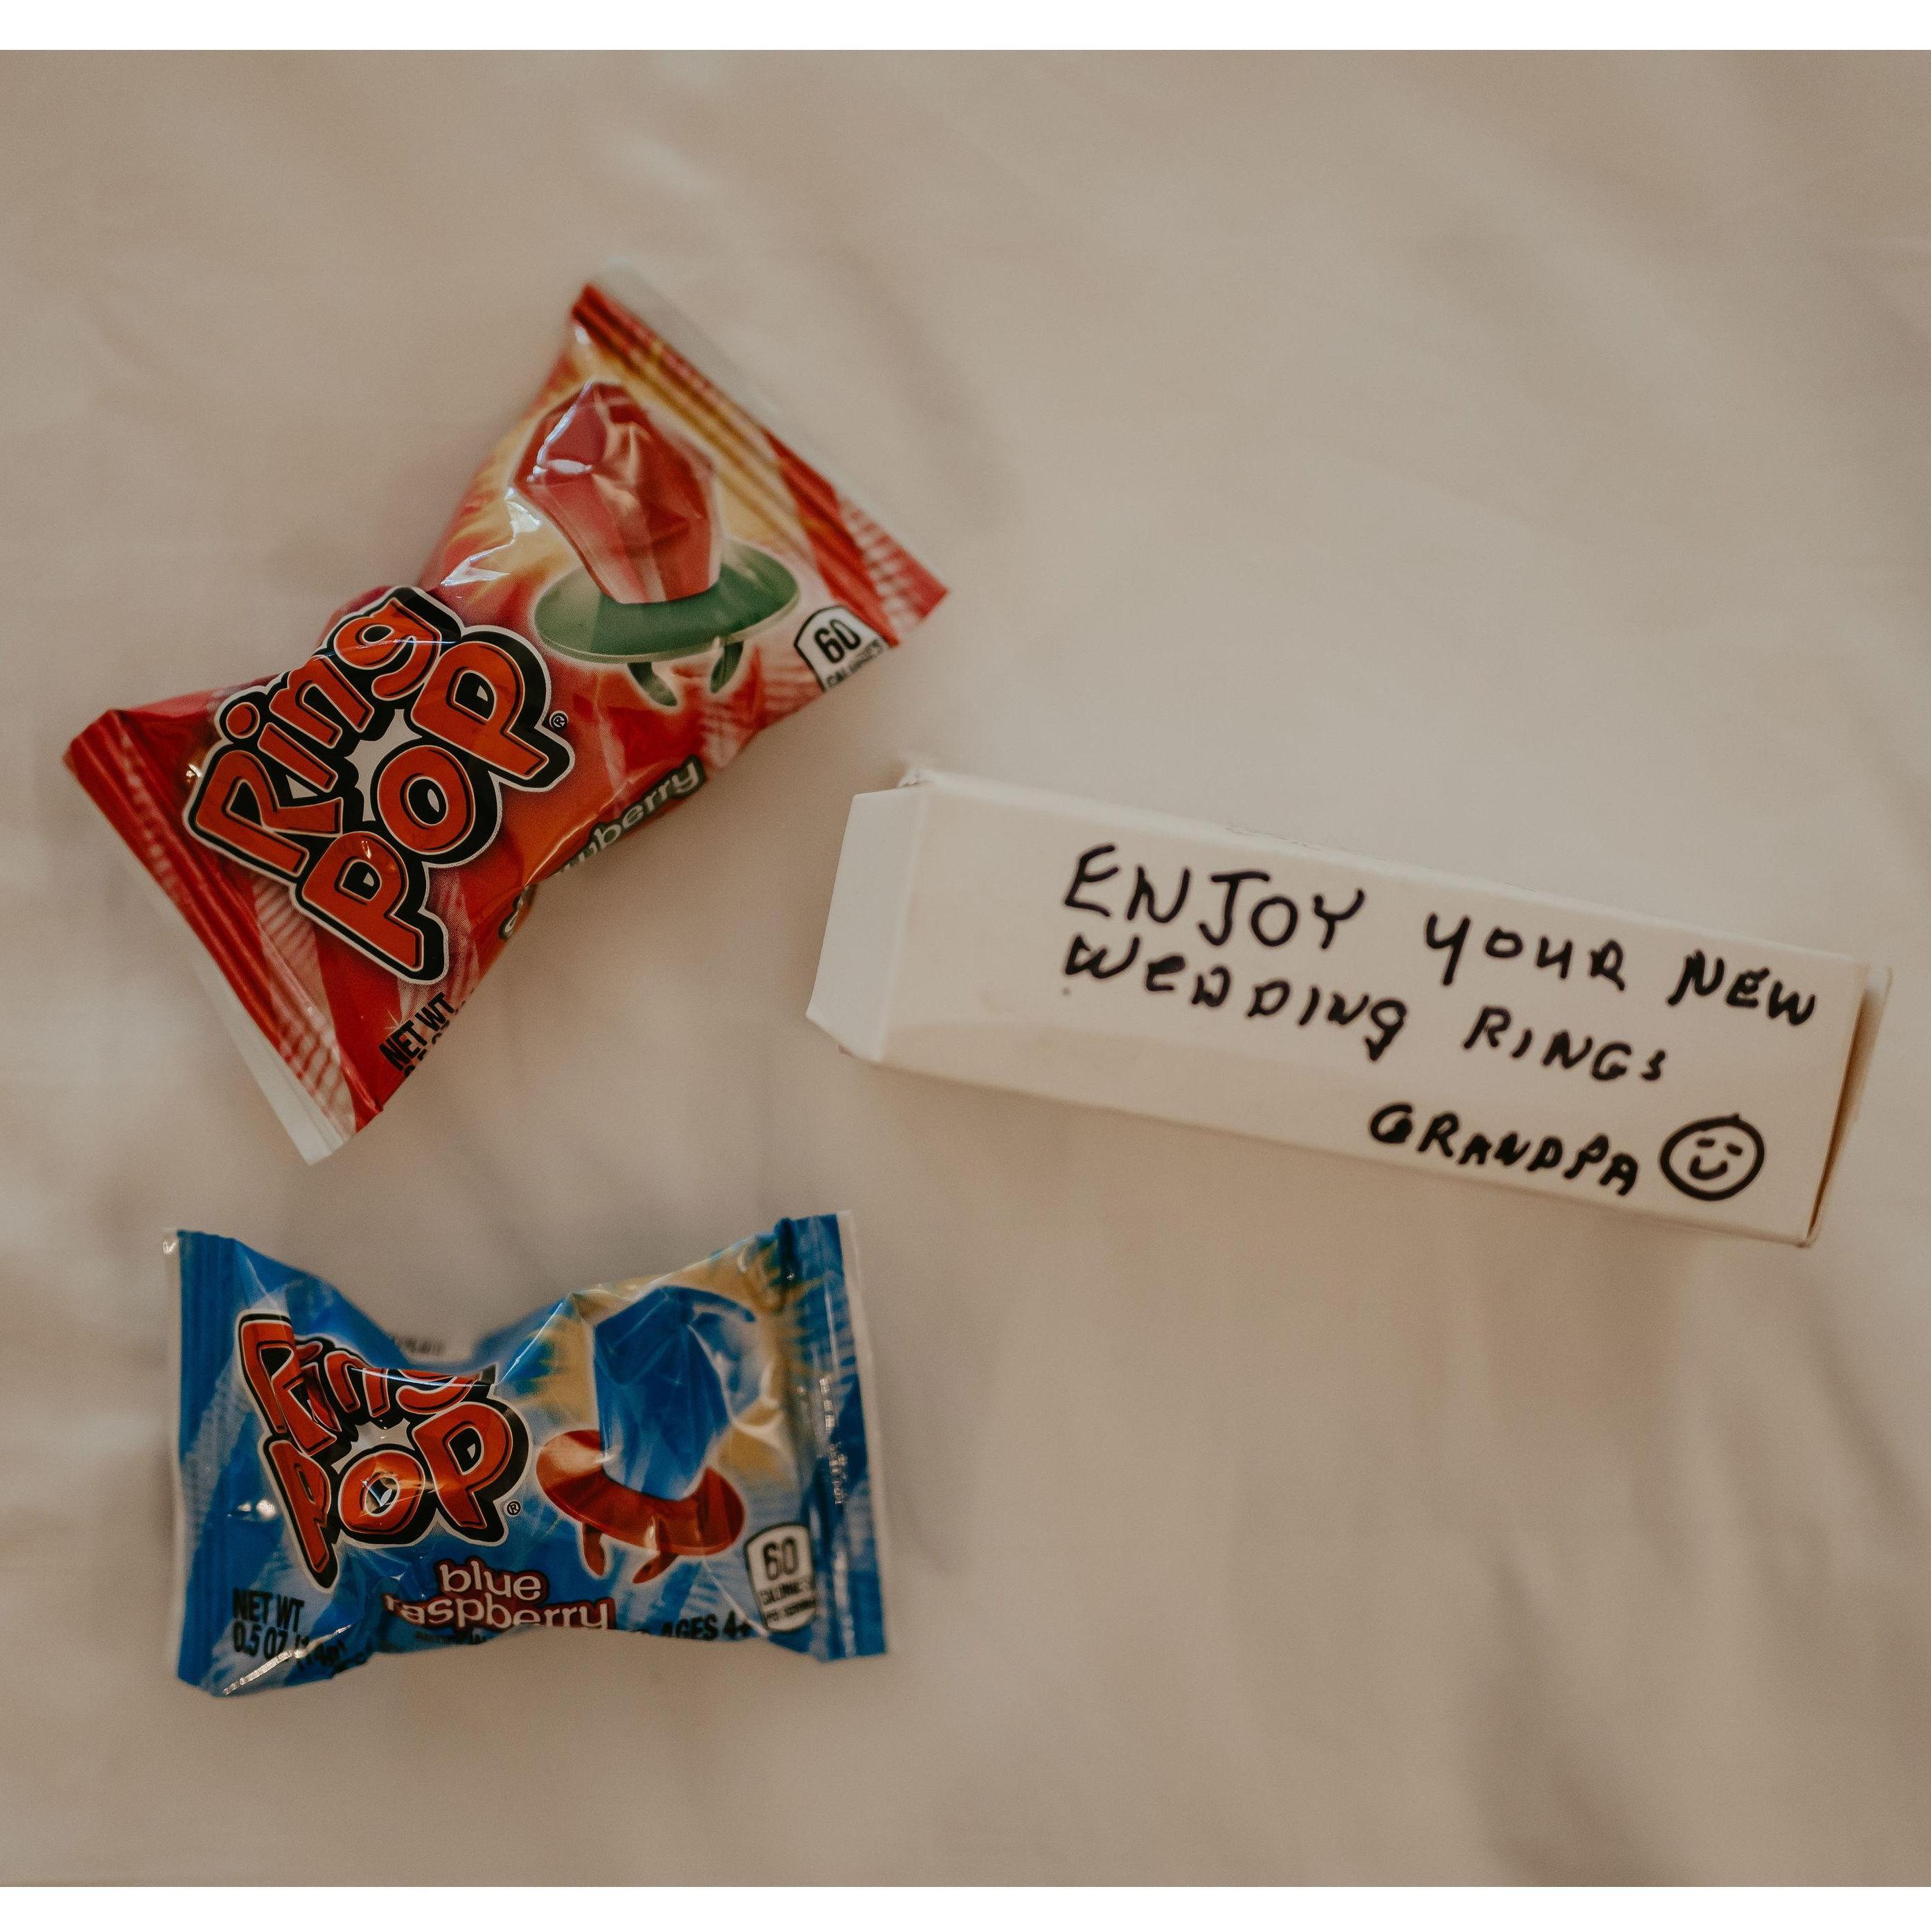 Ring
POP
®
60
CALORIES
NET WT
ENJOY YOUR NEW
WEDDING RINGS
GRANDPA
Ring
POP
®
blue
raspberry
60
CALORIES
NET WT
0.5 OZ
AGES 4+